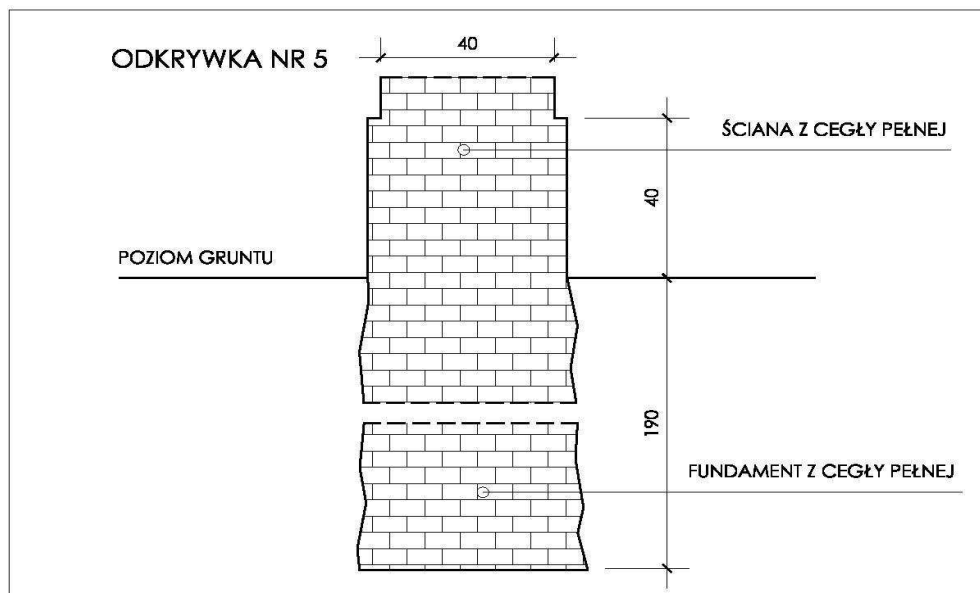 ODKRYWKA NR 5
40
ŚCIANA Z CEGŁY PEŁNEJ
40
POZIOM GRUNTU
190
FUNDAMENT Z CEGŁY PEŁNEJ